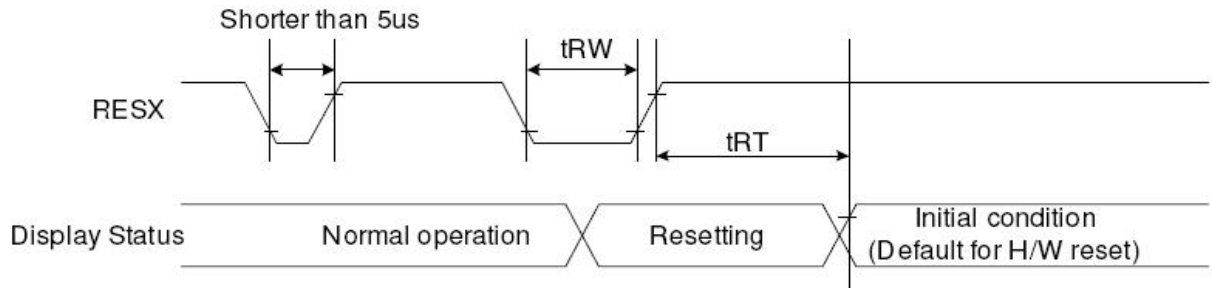 Shorter than 5us
tRW
RESX
tRT
Display Status
Normal operation
Resetting
Initial condition
(Default for H/W reset)